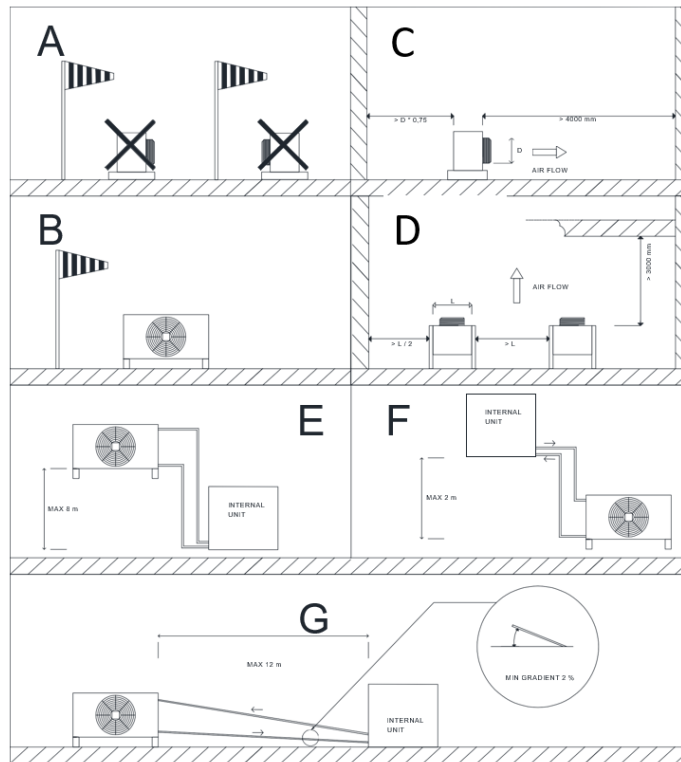 A
C
> D * 0,75
> 4000 mm
D
AIR FLOW
B
D
> 3000 mm
L
AIR FLOW
> L / 2
> L
E
MAX 8 m
INTERNAL
UNIT
F
INTERNAL
UNIT
MAX 2 m
G
MAX 12 m
MIN GRADIENT 2 %
INTERNAL
UNIT